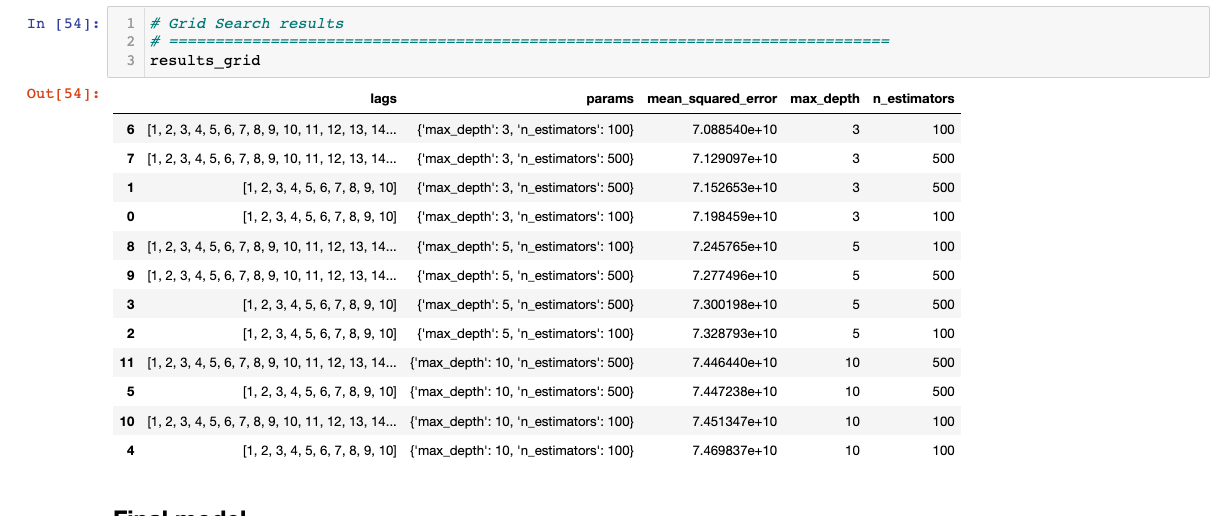 In [54]:
1 # Grid Search results
2 # ==============================================================================
3 results_grid
Out[54]:
lags params mean_squared_error max_depth n_estimators
6 [1, 2, 3, 4, 5, 6, 7, 8, 9, 10, 11, 12, 13, 14... {'max_depth': 3, 'n_estimators': 100} 7.088540e+10 3 100
7 [1, 2, 3, 4, 5, 6, 7, 8, 9, 10, 11, 12, 13, 14... {'max_depth': 3, 'n_estimators': 500} 7.129097e+10 3 500
1 [1, 2, 3, 4, 5, 6, 7, 8, 9, 10] {'max_depth': 3, 'n_estimators': 500} 7.152653e+10 3 500
0 [1, 2, 3, 4, 5, 6, 7, 8, 9, 10] {'max_depth': 3, 'n_estimators': 100} 7.198459e+10 3 100
8 [1, 2, 3, 4, 5, 6, 7, 8, 9, 10, 11, 12, 13, 14... {'max_depth': 5, 'n_estimators': 100} 7.245765e+10 5 100
9 [1, 2, 3, 4, 5, 6, 7, 8, 9, 10, 11, 12, 13, 14... {'max_depth': 5, 'n_estimators': 500} 7.277496e+10 5 500
3 [1, 2, 3, 4, 5, 6, 7, 8, 9, 10] {'max_depth': 5, 'n_estimators': 500} 7.300198e+10 5 500
2 [1, 2, 3, 4, 5, 6, 7, 8, 9, 10] {'max_depth': 5, 'n_estimators': 100} 7.328793e+10 5 100
11 [1, 2, 3, 4, 5, 6, 7, 8, 9, 10, 11, 12, 13, 14... {'max_depth': 10, 'n_estimators': 500} 7.446440e+10 10 500
5 [1, 2, 3, 4, 5, 6, 7, 8, 9, 10] {'max_depth': 10, 'n_estimators': 500} 7.447238e+10 10 500
10 [1, 2, 3, 4, 5, 6, 7, 8, 9, 10, 11, 12, 13, 14... {'max_depth': 10, 'n_estimators': 100} 7.451347e+10 10 100
4 [1, 2, 3, 4, 5, 6, 7, 8, 9, 10] {'max_depth': 10, 'n_estimators': 100} 7.469837e+10 10 100
Final model